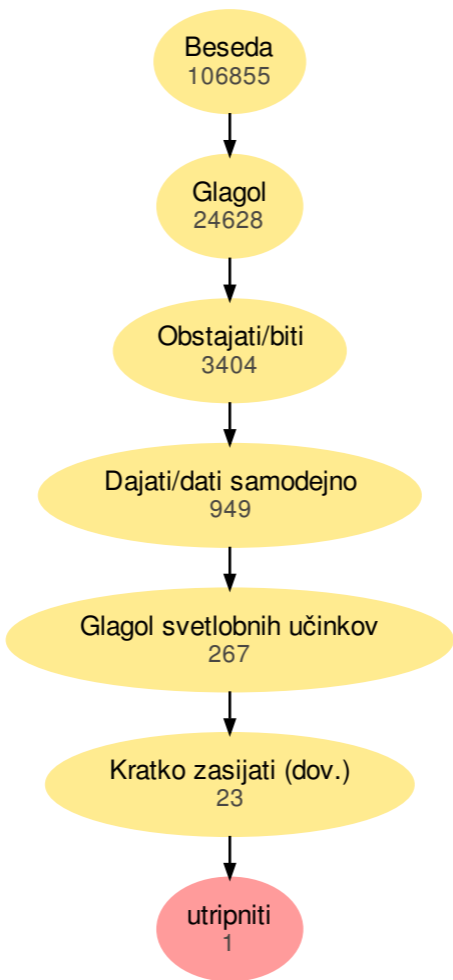 Beseda
106855
Glagol
24628
Obstajati/biti
3404
Dajati/dati samodejno
949
Glagol svetlobnih učinkov
267
Kratko zasijati (dov.)
23
utripniti
1